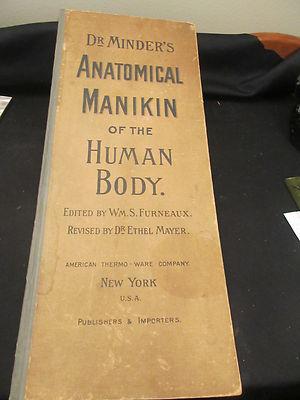 DR MINDER'S
ANATOMICAL
MANIKIN
OF THE
HUMAN
BODY.
EDITED BY WM. S. FURNEAUX.
REVISED BY DR ETHEL MAYER.
AMERICAN THERMO-WARE COMPANY.
NEW YORK
U.S.A.
PUBLISHERS & IMPORTERS.